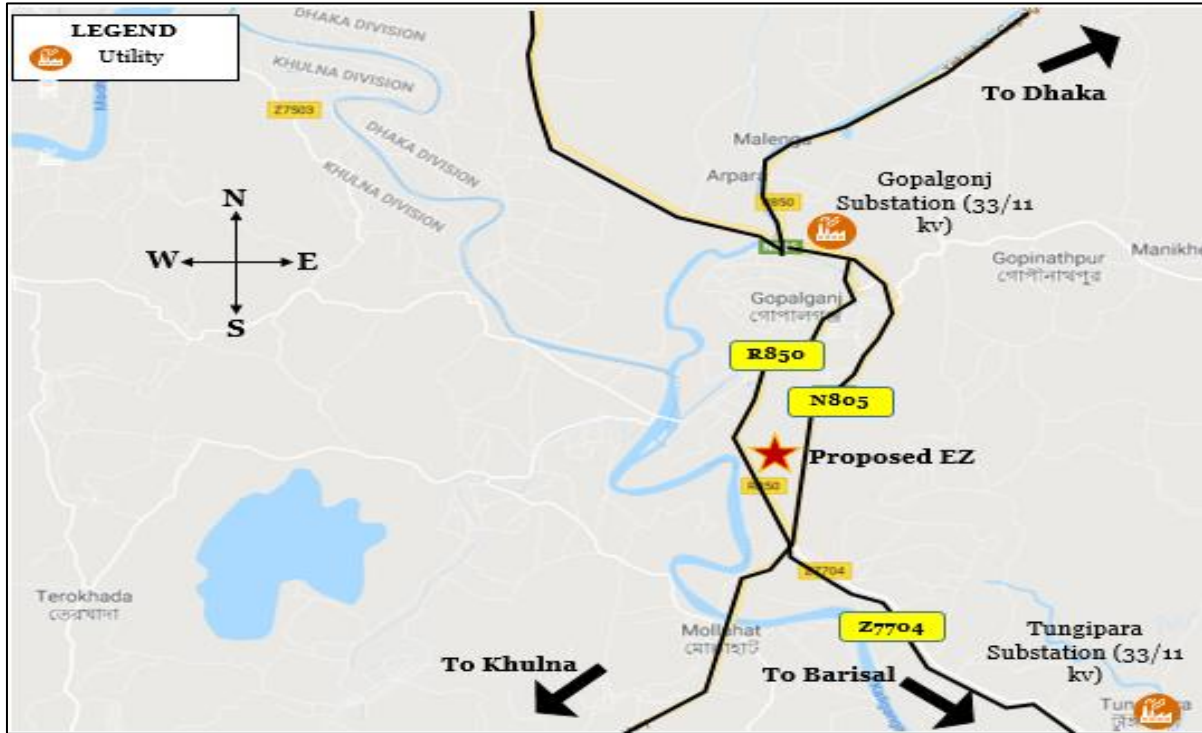 LEGEND
Utility
DHAKA DIVISION
KHULNA DIVISION
Z7503
DHAKA DIVISION
KHULNA DIVISION
To Dhaka
Malenga
Arpara
Gopalgonj
Substation (33/11
kv)
N
W
E
S
Gopinathpur
গোপীনাথপুর
Manikhe
Gopalganj
গোপালগঞ্জ
R850
N805
Proposed EZ
R850
Z7704
Terokhada
তেরখাদা
Mollahat
মোল্লাহাট
Z7704
Tungipara
Substation (33/11
kv)
To Khulna
To Barisal